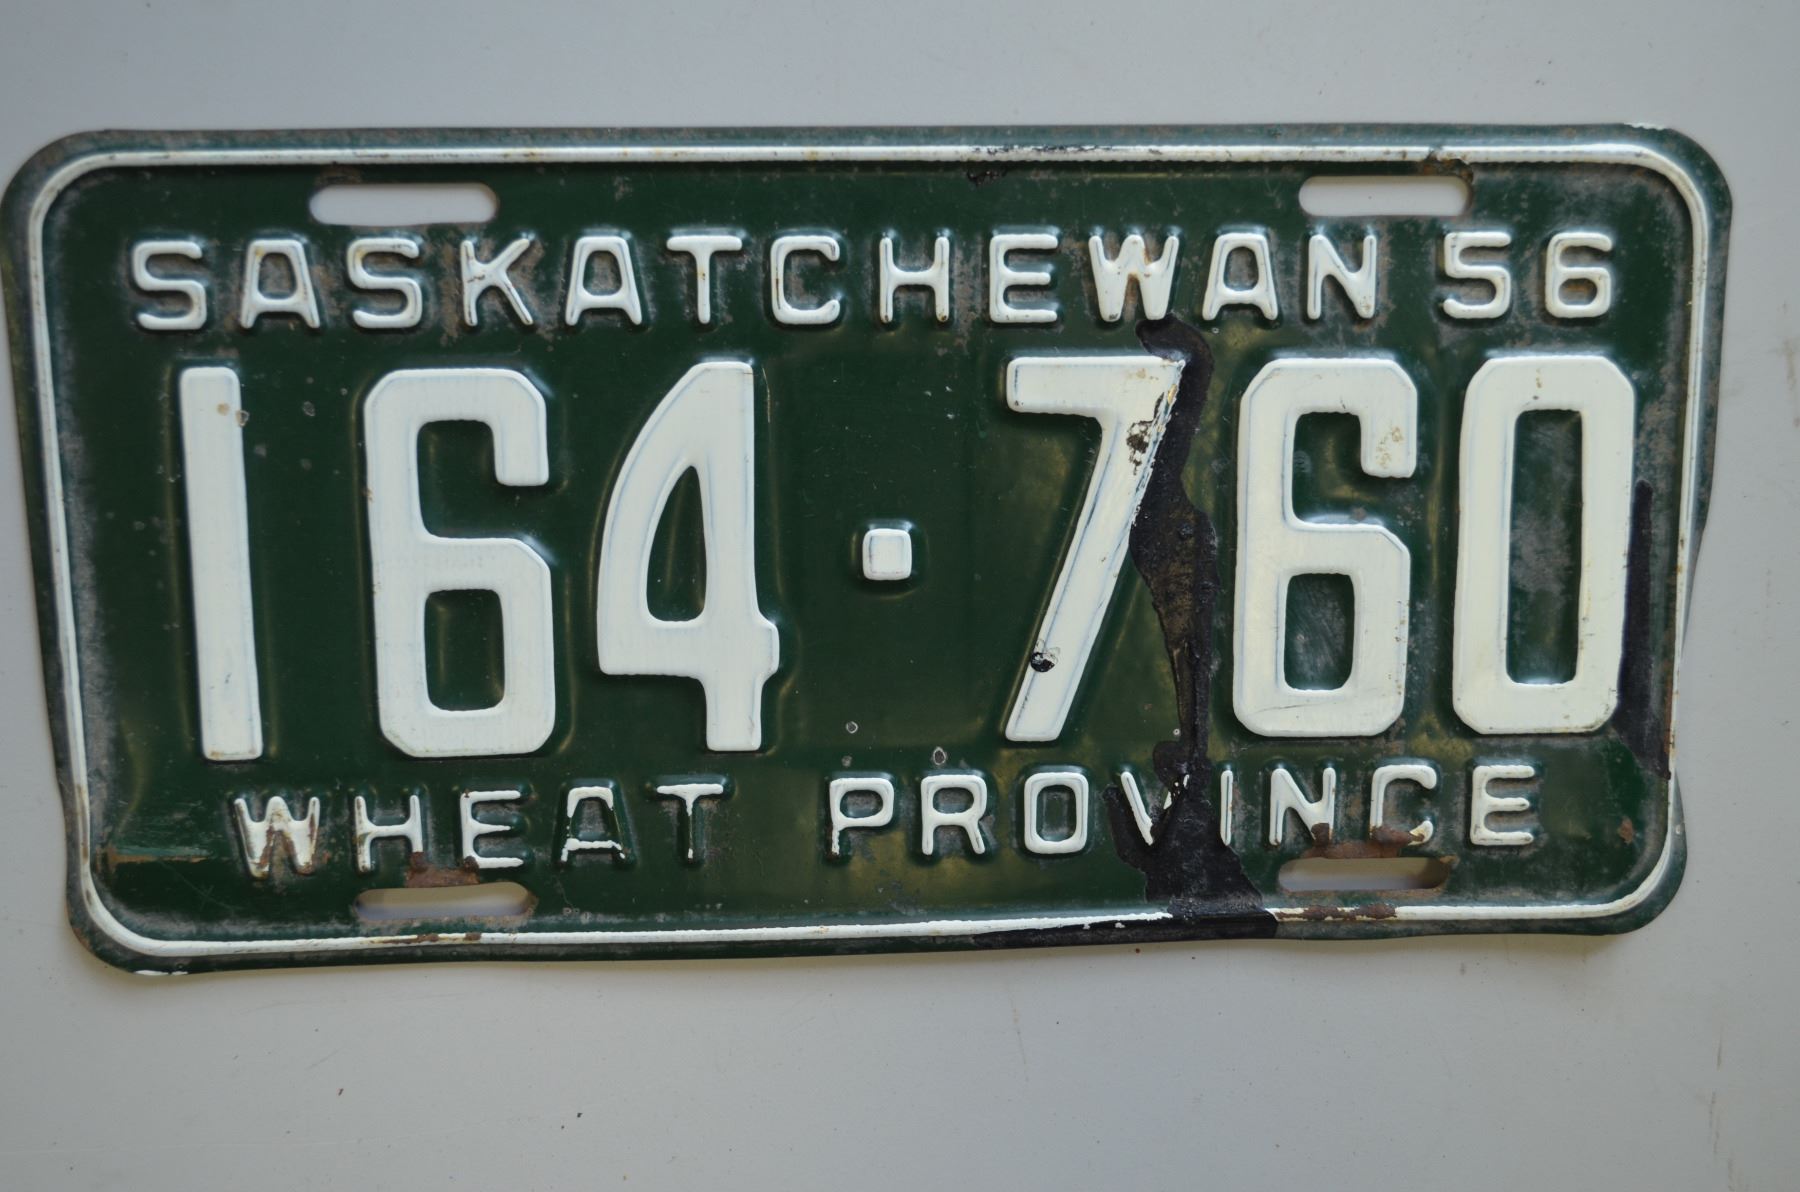 SASKATCHEWAN 56
164·760
WHEAT PROVINCE